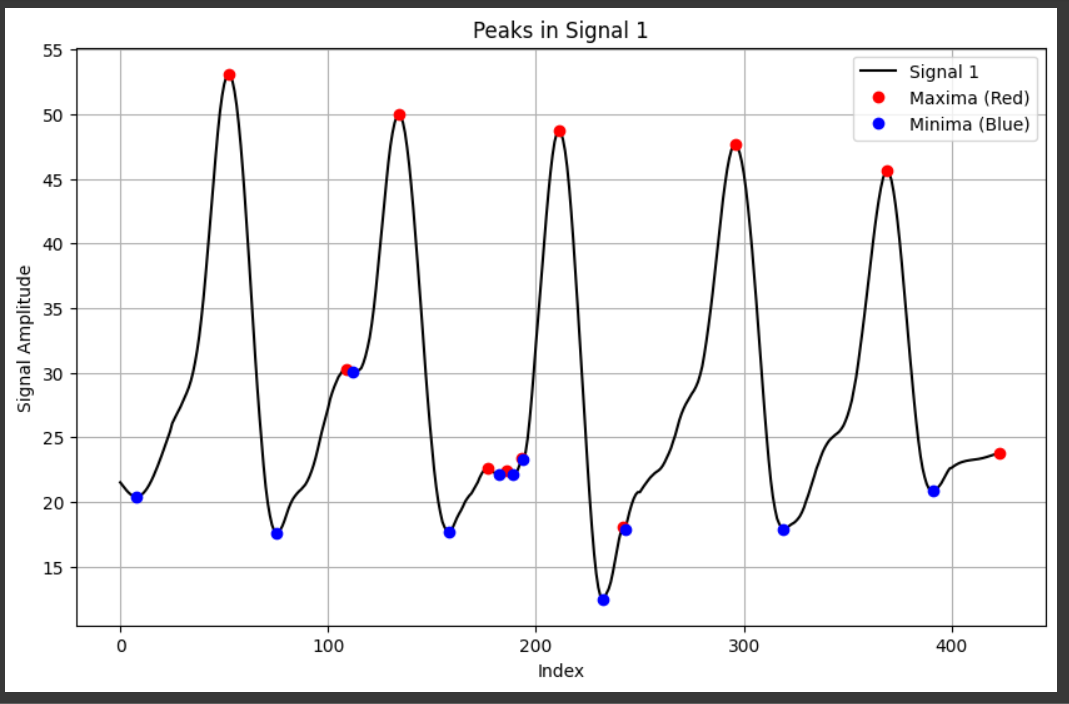 Peaks in Signal 1
55
50
45
40
35
30
25
20
15
Signal Amplitude
0 100 200 300 400
Index
Signal 1
Maxima (Red)
Minima (Blue)